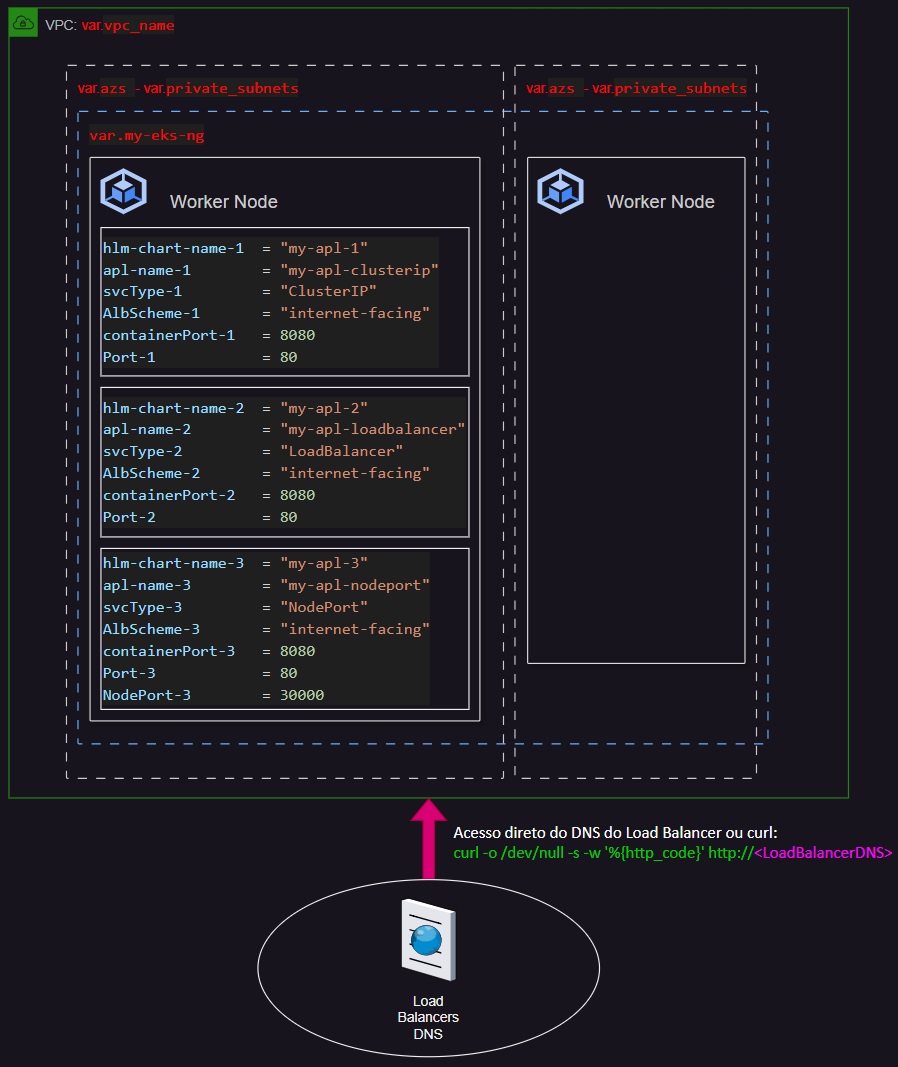 VPC: var.vpc_name
var.azs - var.private_subnets
var.azs - var.private_subnets
var.my-eks-ng
Worker Node
Worker Node
hlm-chart-name-1 = "my-apl-1"
apl-name-1 = "my-apl-clusterip"
svcType-1 = "ClusterIP"
AlbScheme-1 = "internet-facing"
containerPort-1 = 8080
Port-1 = 80
hlm-chart-name-2 = "my-apl-2"
apl-name-2 = "my-apl-loadbalancer"
svcType-2 = "LoadBalancer"
AlbScheme-2 = "internet-facing"
containerPort-2 = 8080
Port-2 = 80
hlm-chart-name-3 = "my-apl-3"
apl-name-3 = "my-apl-nodeport"
svcType-3 = "NodePort"
AlbScheme-3 = "internet-facing"
containerPort-3 = 8080
Port-3 = 80
NodePort-3 = 30000
Acesso direto do DNS do Load Balancer ou curl:
curl -o /dev/null -s -w '%{http_code}' http://<LoadBalancerDNS>
Load
Balancers
DNS